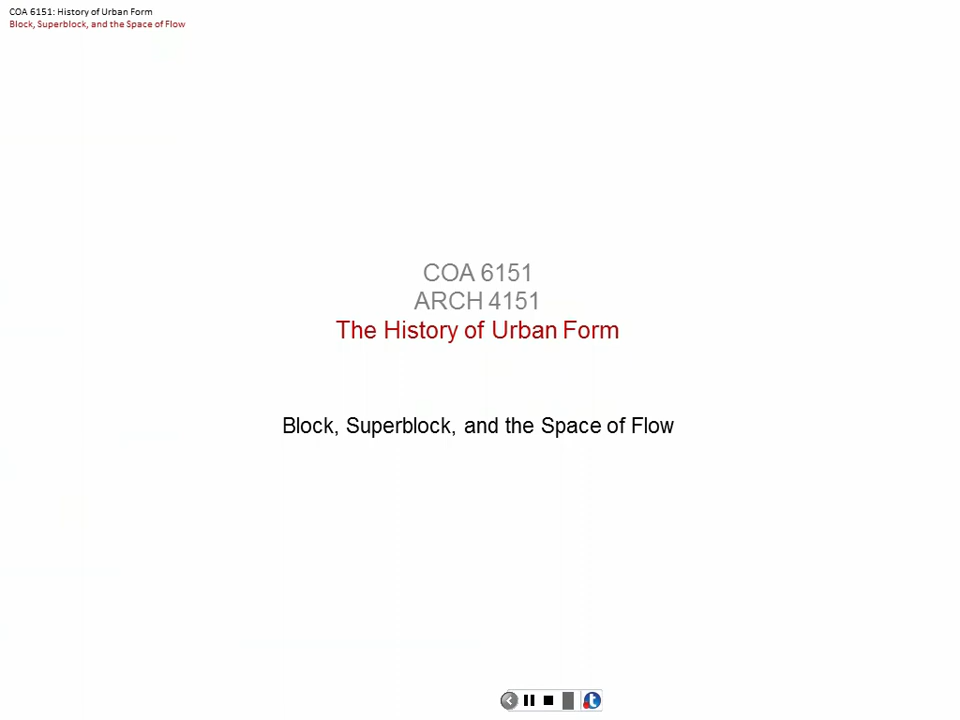 COA 6151: History of Urban Form
Block, Superblock, and the Space of Flow
COA 6151
ARCH 4151
The History of Urban Form
Block, Superblock, and the Space of Flow
t